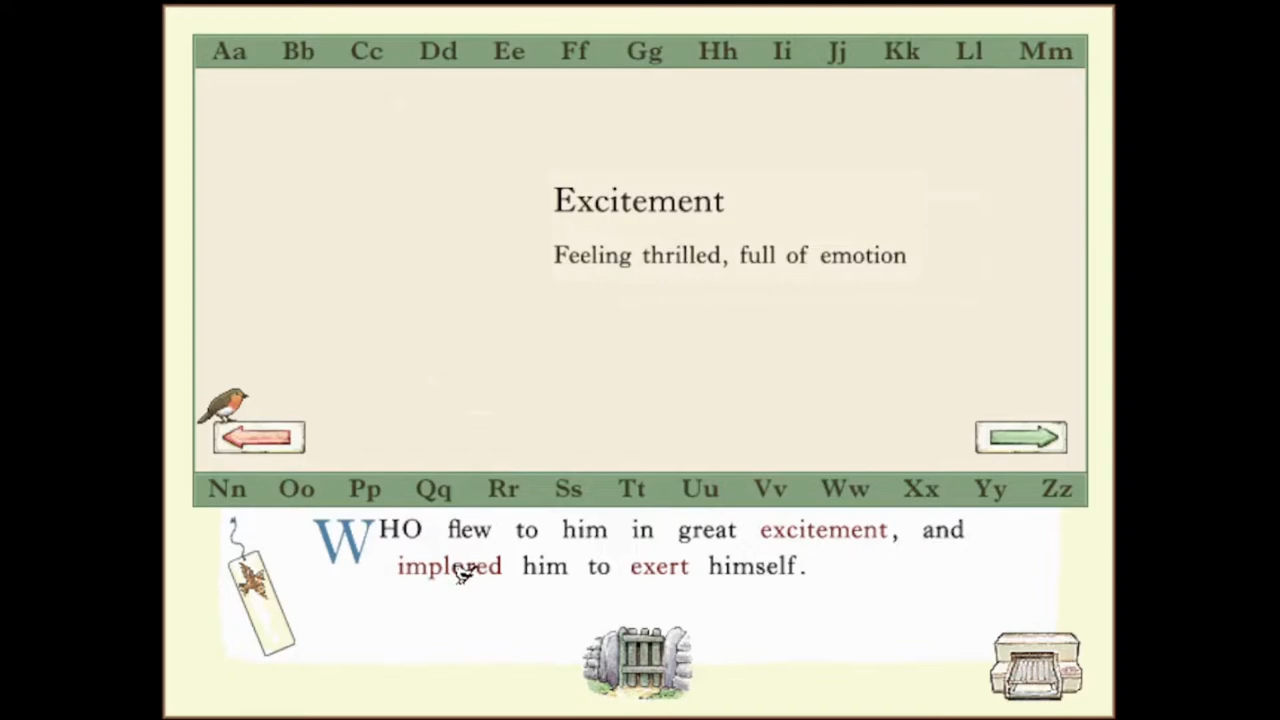 Aa Bb Cc Dd Ee Ff Gg Hh Ii Jj Kk Ll Mm
Excitement
Feeling thrilled, full of emotion
Nn Oo Pp Qq Rr Ss Tt Uu Vv Ww Xx Yy Zz
WHO flew to him in great excitement, and
implored him to exert himself.